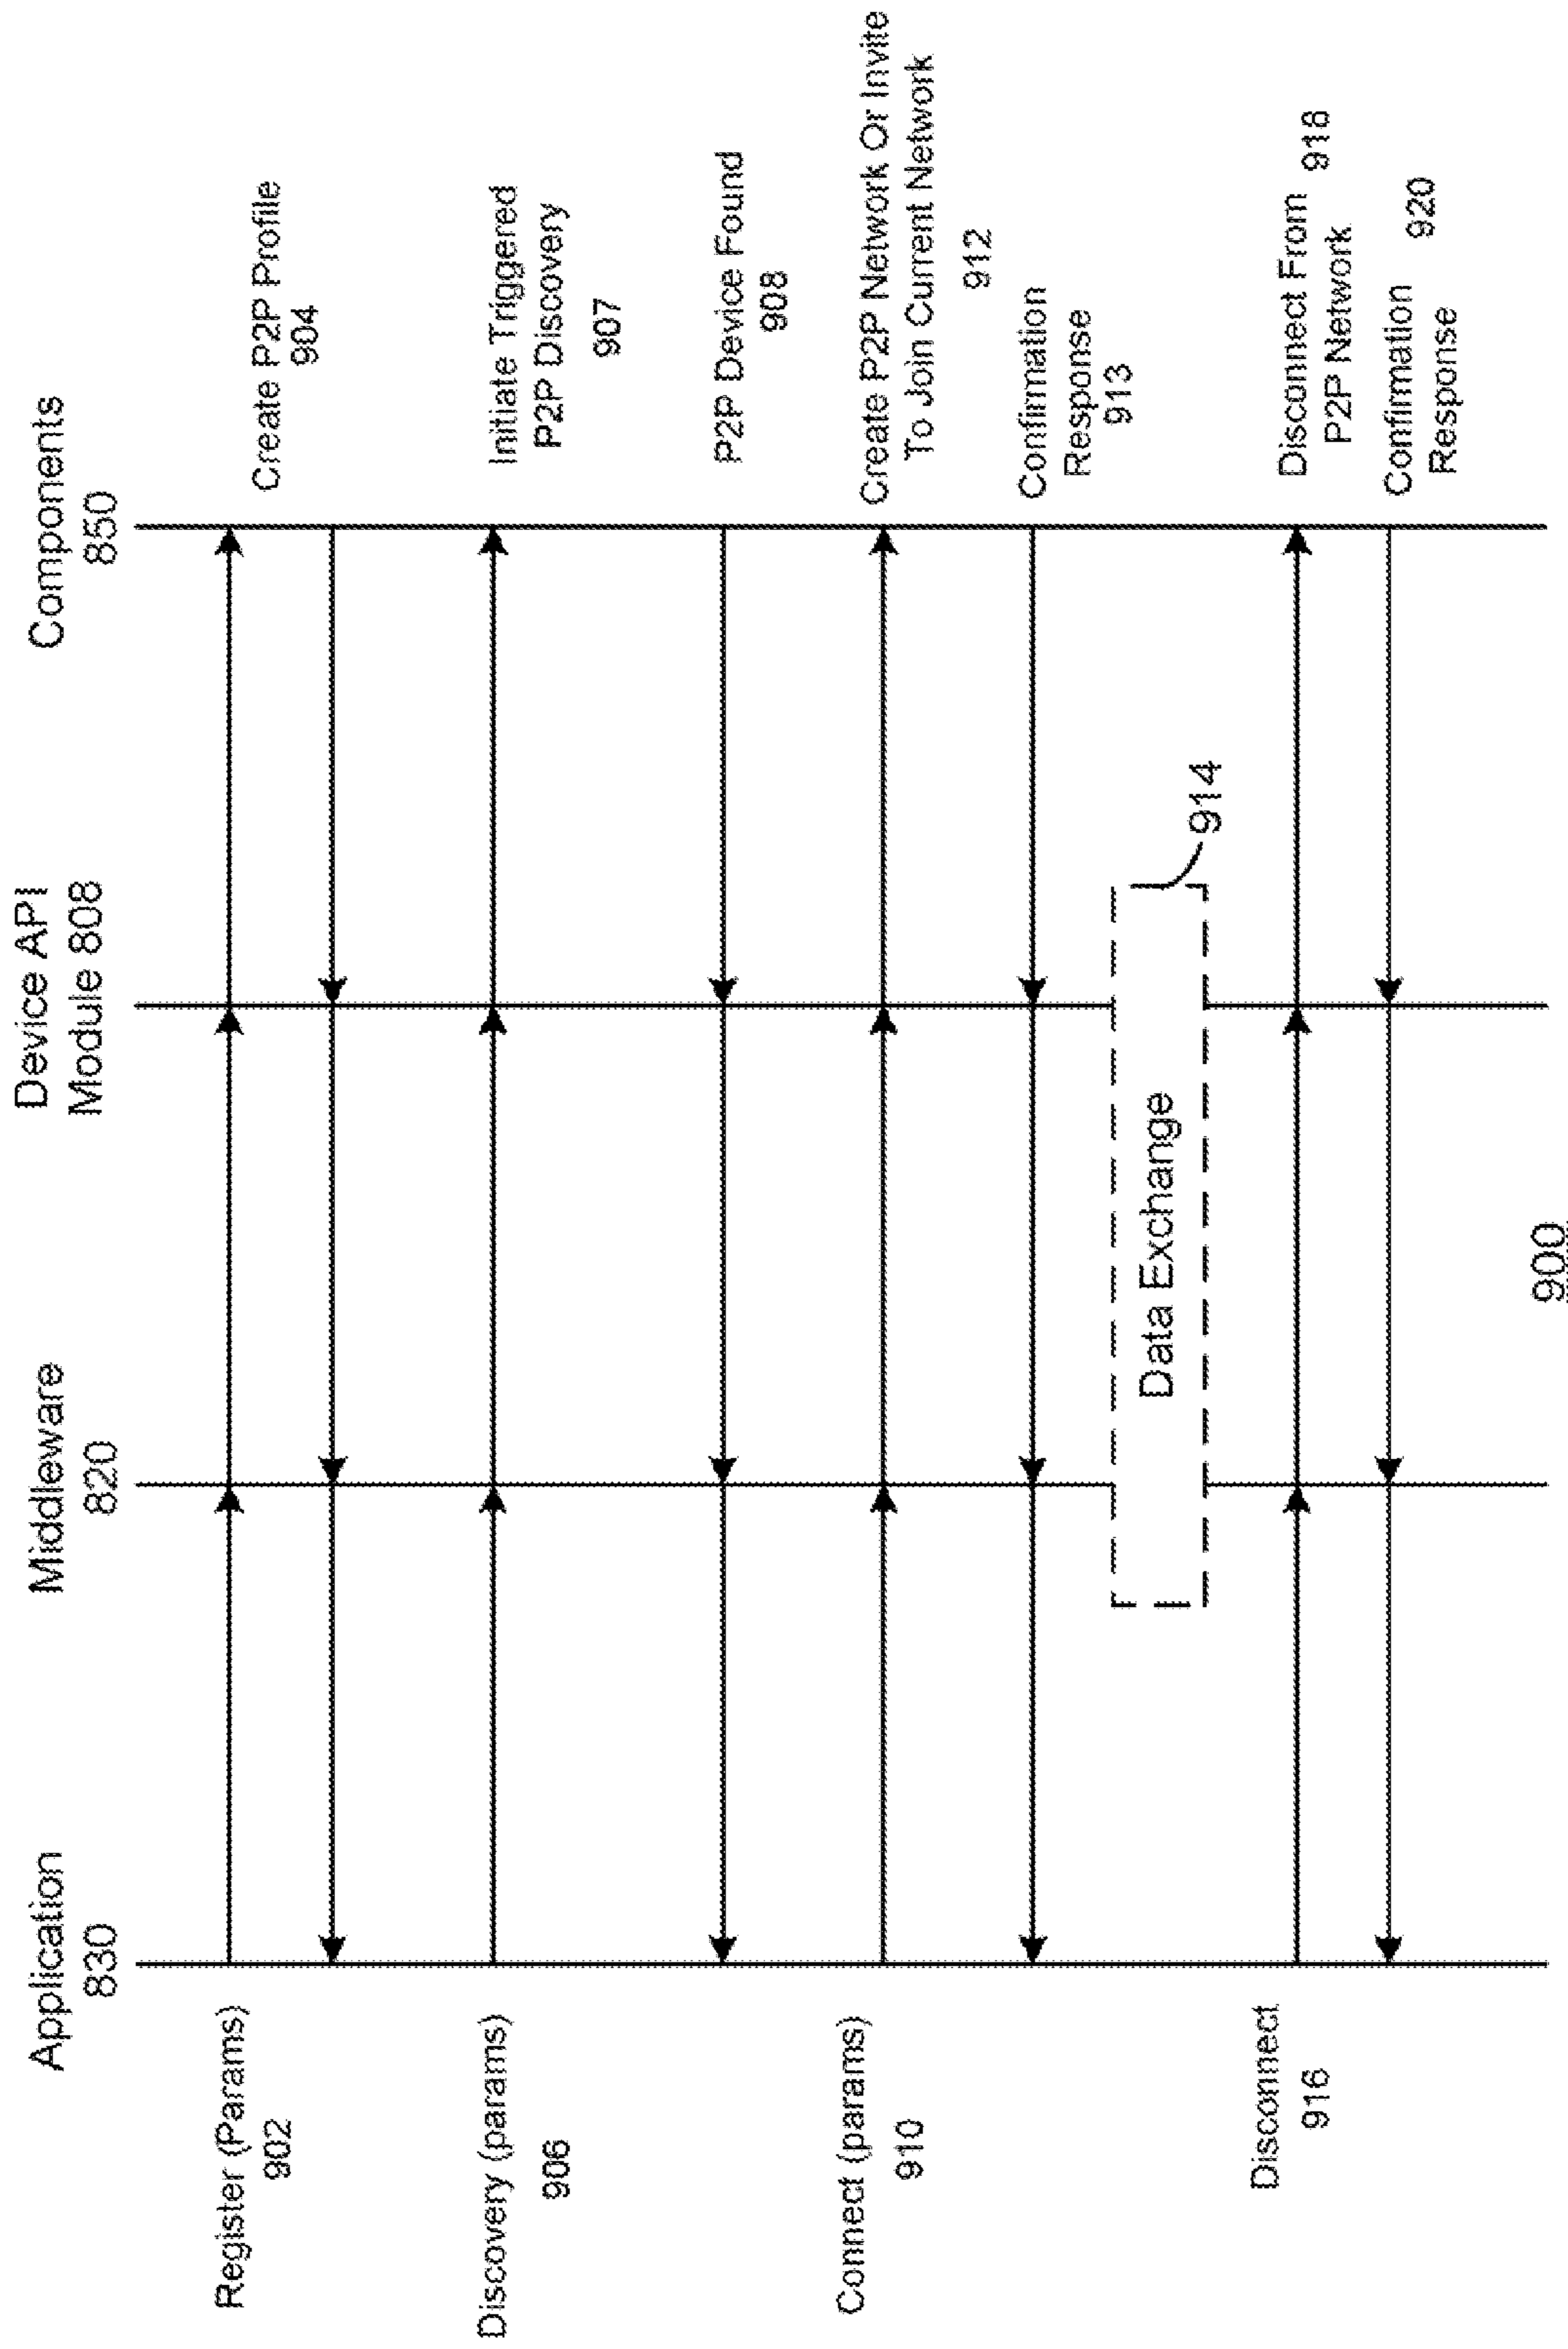 Application
830
Middleware
820
Device API
Module 808
Components
850
Register (Params)
902
Create P2P Profile
904
Discovery (params)
906
Initiate Triggered
P2P Discovery
907
P2P Device Found
908
Connect (params)
910
Create P2P Network Or Invite
To Join Current Network
912
Confirmation
Response
913
Data Exchange
914
Disconnect
916
Disconnect From
P2P Network
918
Confirmation
Response
920
900